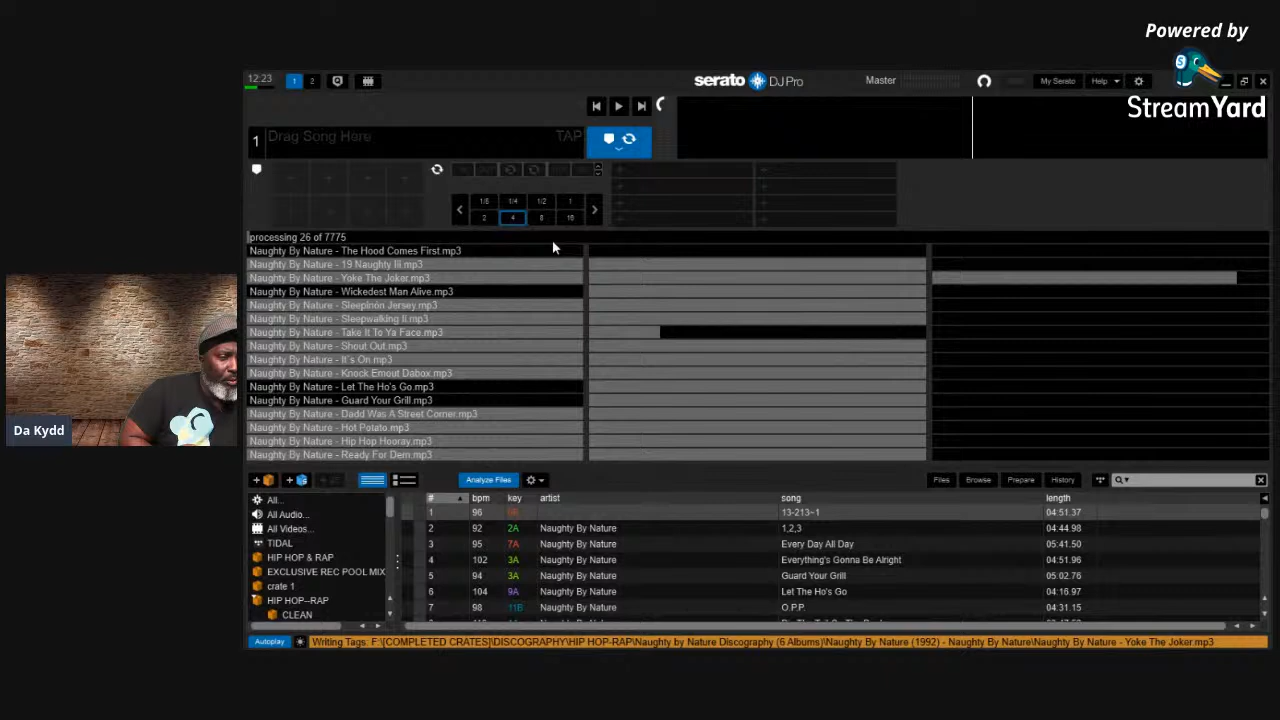 Powered by
StreamYard
12:23
1 2
serato DJ Pro
Master
My Serato
Help
1
Drag Song Here
TAP
1/8 1/4 1/2 1
2 4 8 16
processing 26 of 7775
Naughty By Nature - The Hood Comes First.mp3
Naughty By Nature - 19 Naughty Iii.mp3
Naughty By Nature - Yoke The Joker.mp3
Naughty By Nature - Wickedest Man Alive.mp3
Naughty By Nature - Sleepinon Jersey.mp3
Naughty By Nature - Sleepwalking Ii.mp3
Naughty By Nature - Take It To Ya Face.mp3
Naughty By Nature - Shout Out.mp3
Naughty By Nature - It's On.mp3
Naughty By Nature - Knock Emout Dabox.mp3
Naughty By Nature - Let The Ho's Go.mp3
Naughty By Nature - Guard Your Grill.mp3
Naughty By Nature - Dadd Was A Street Corner.mp3
Naughty By Nature - Hot Potato.mp3
Naughty By Nature - Hip Hop Hooray.mp3
Naughty By Nature - Ready For Dem.mp3
Da Kydd
Analyze Files
Files
Browse
Prepare
History
All...
All Audio...
All Videos...
TIDAL
HIP HOP & RAP
EXCLUSIVE REC POOL MIX
crate 1
HIP HOP--RAP
CLEAN
# bpm key artist song length
1 96 13-213~1 04:51.37
2 92 2A Naughty By Nature 1,2,3 04:44.98
3 95 7A Naughty By Nature Every Day All Day 05:41.50
4 102 3A Naughty By Nature Everything's Gonna Be Alright 04:51.96
5 94 3A Naughty By Nature Guard Your Grill 05:02.76
6 104 9A Naughty By Nature Let The Ho's Go 04:16.97
7 98 11B Naughty By Nature O.P.P. 04:31.15
Autoplay
Writing Tags: F:\[COMPLETED CRATES]\DISCOGRAPHY\HIP HOP-RAP\Naughty by Nature Discography (6 Albums)\Naughty By Nature (1992) - Naughty By Nature\Naughty By Nature - Yoke The Joker.mp3